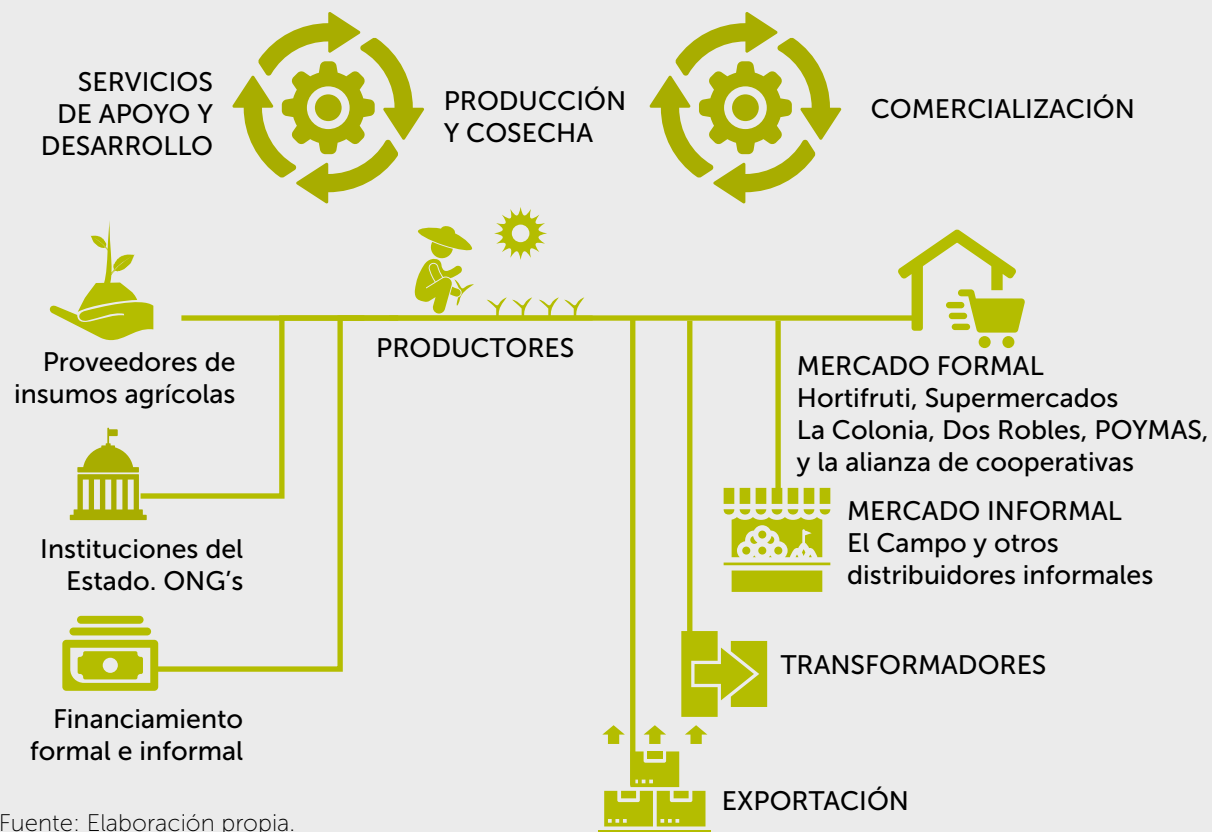 SERVICIOS
DE APOYO Y
DESARROLLO
PRODUCCIÓN
Y COSECHA
COMERCIALIZACIÓN
Proveedores de
insumos agrícolas
Instituciones del
Estado. ONG's
Financiamiento
formal e informal
PRODUCTORES
MERCADO FORMAL
Hortifruti, Supermercados
La Colonia, Dos Robles, POYMAS,
y la alianza de cooperativas
MERCADO INFORMAL
El Campo y otros
distribuidores informales
TRANSFORMADORES
EXPORTACIÓN
Fuente: Elaboración propia.